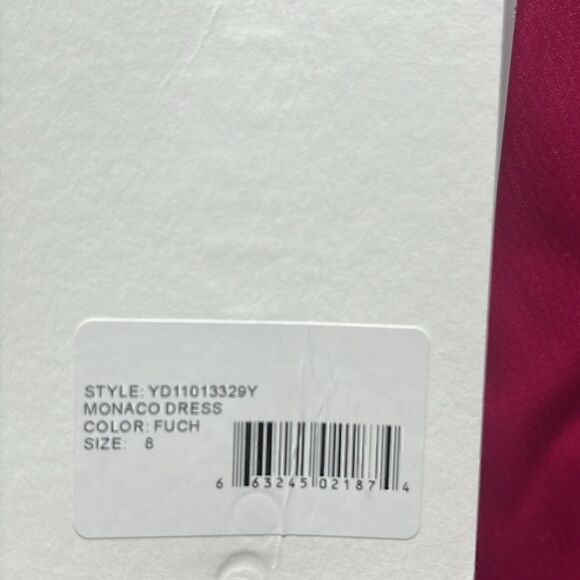 STYLE: YD11013329Y
MONACO DRESS
COLOR: FUCH
SIZE: 8
6 63245 02187 4